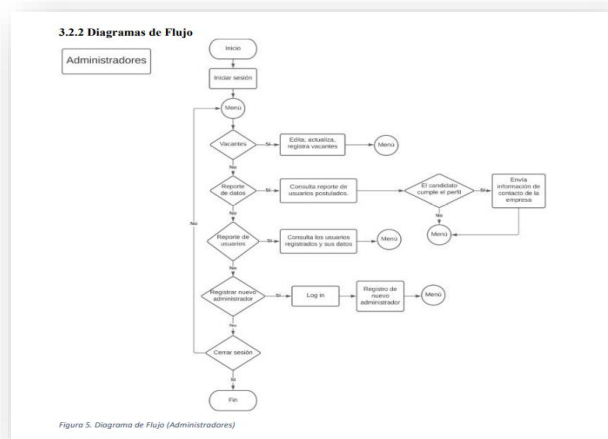 3.2.2 Diagramas de Flujo
Administradores
Inicio
Iniciar sesión
Menú
Vacantes
Si
Edita, actualiza,
registra vacantes
Menú
No
Reporte
de datos
Si
Consulta reporte de
usuarios postulados.
El candidato
cumple el perfil
Si
Envía
información de
contacto de la
empresa
No
Menú
No
No
Reporte de
usuarios
Si
Consulta los usuarios
registrados y sus datos
Menú
No
Registrar nuevo
administrador
Si
Log in
Registro de
nuevo
administrador
Menú
No
Cerrar sesión
Si
Fin
Figura 5. Diagrama de Flujo (Administradores)